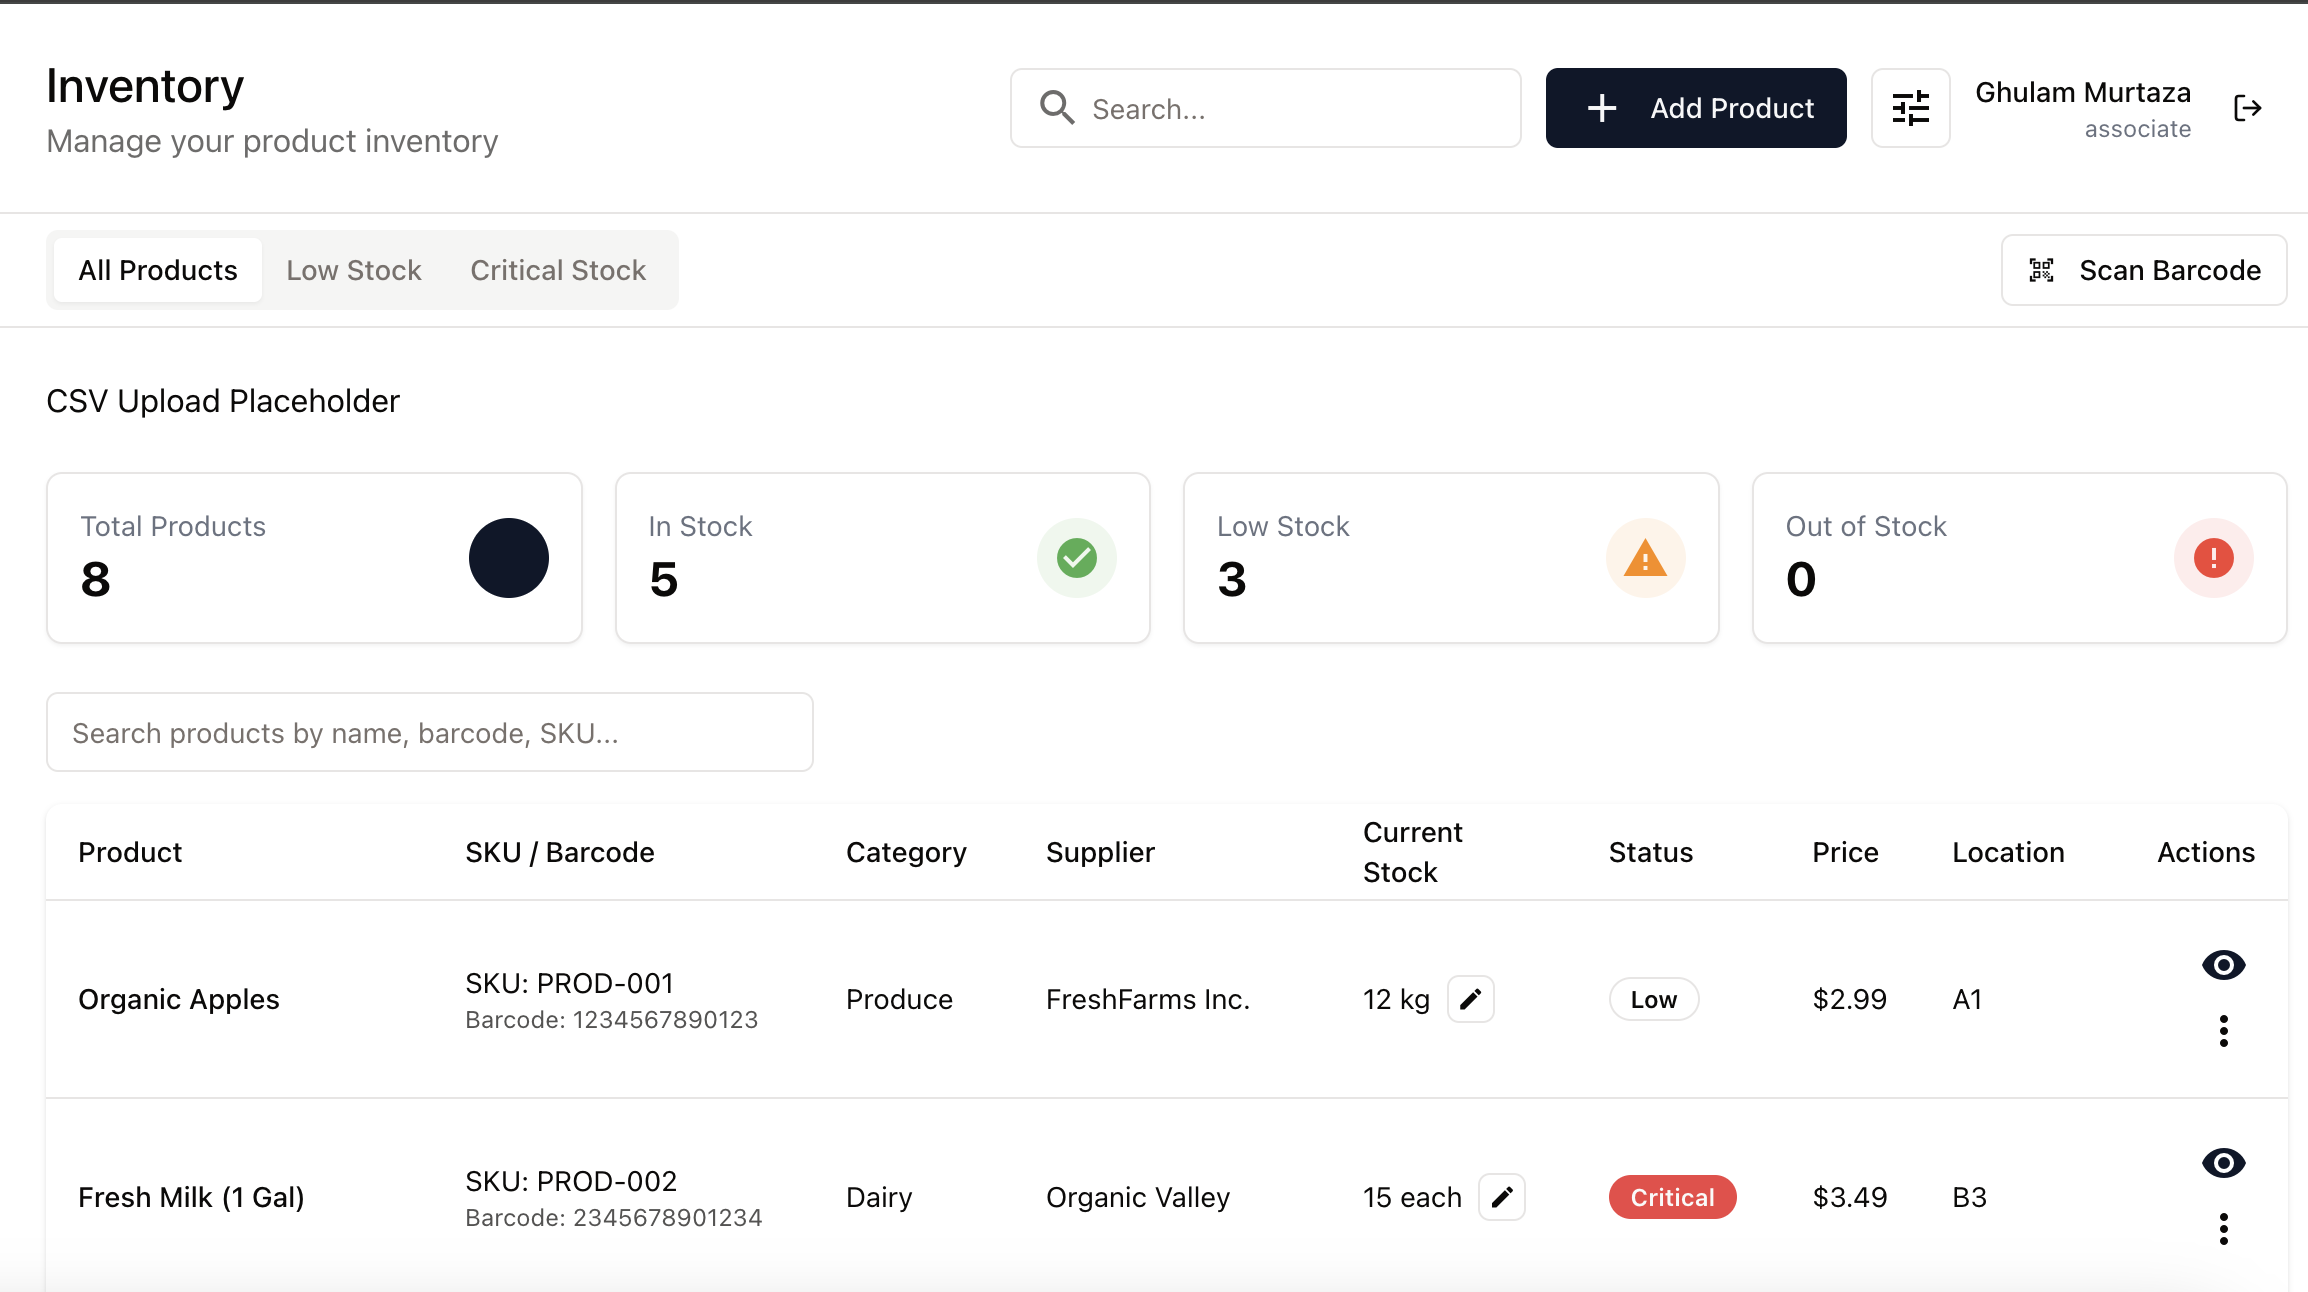 Inventory
Manage your product inventory
Search...
Add Product
Ghulam Murtaza
associate
All Products
Low Stock
Critical Stock
Scan Barcode
CSV Upload Placeholder
Total Products
8
In Stock
5
Low Stock
3
Out of Stock
0
Search products by name, barcode, SKU...
Product
SKU / Barcode
Category
Supplier
Current
Stock
Status
Price
Location
Actions
Organic Apples
SKU: PROD-001
Barcode: 1234567890123
Produce
FreshFarms Inc.
12 kg
Low
$2.99
A1
Fresh Milk (1 Gal)
SKU: PROD-002
Barcode: 2345678901234
Dairy
Organic Valley
15 each
Critical
$3.49
B3